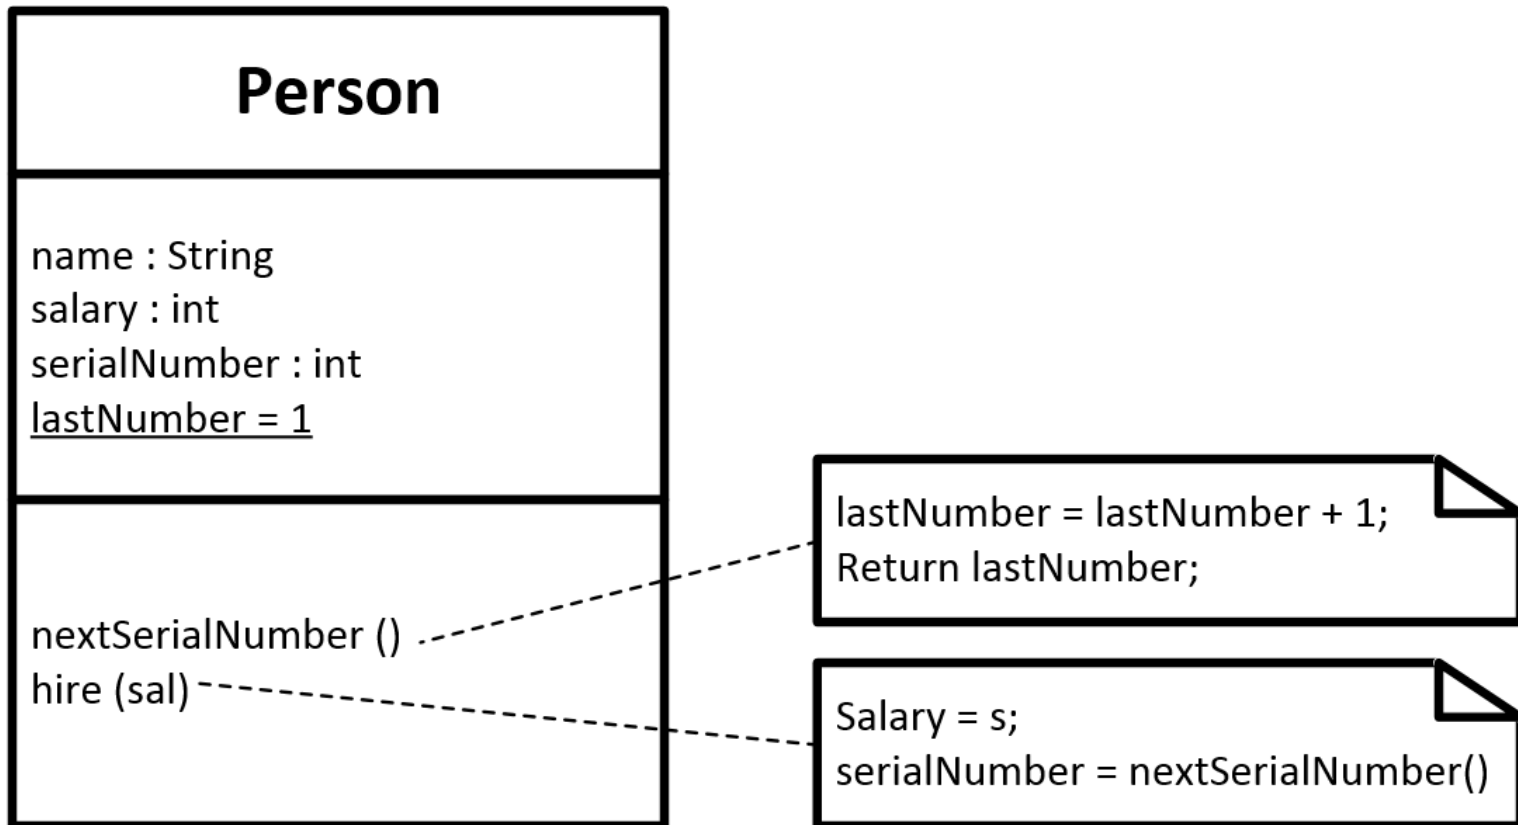 Person
name : String
salary : int
serialNumber : int
lastNumber = 1
nextSerialNumber ()
hire (sal)
lastNumber = lastNumber + 1;
Return lastNumber;
Salary = s;
serialNumber = nextSerialNumber()